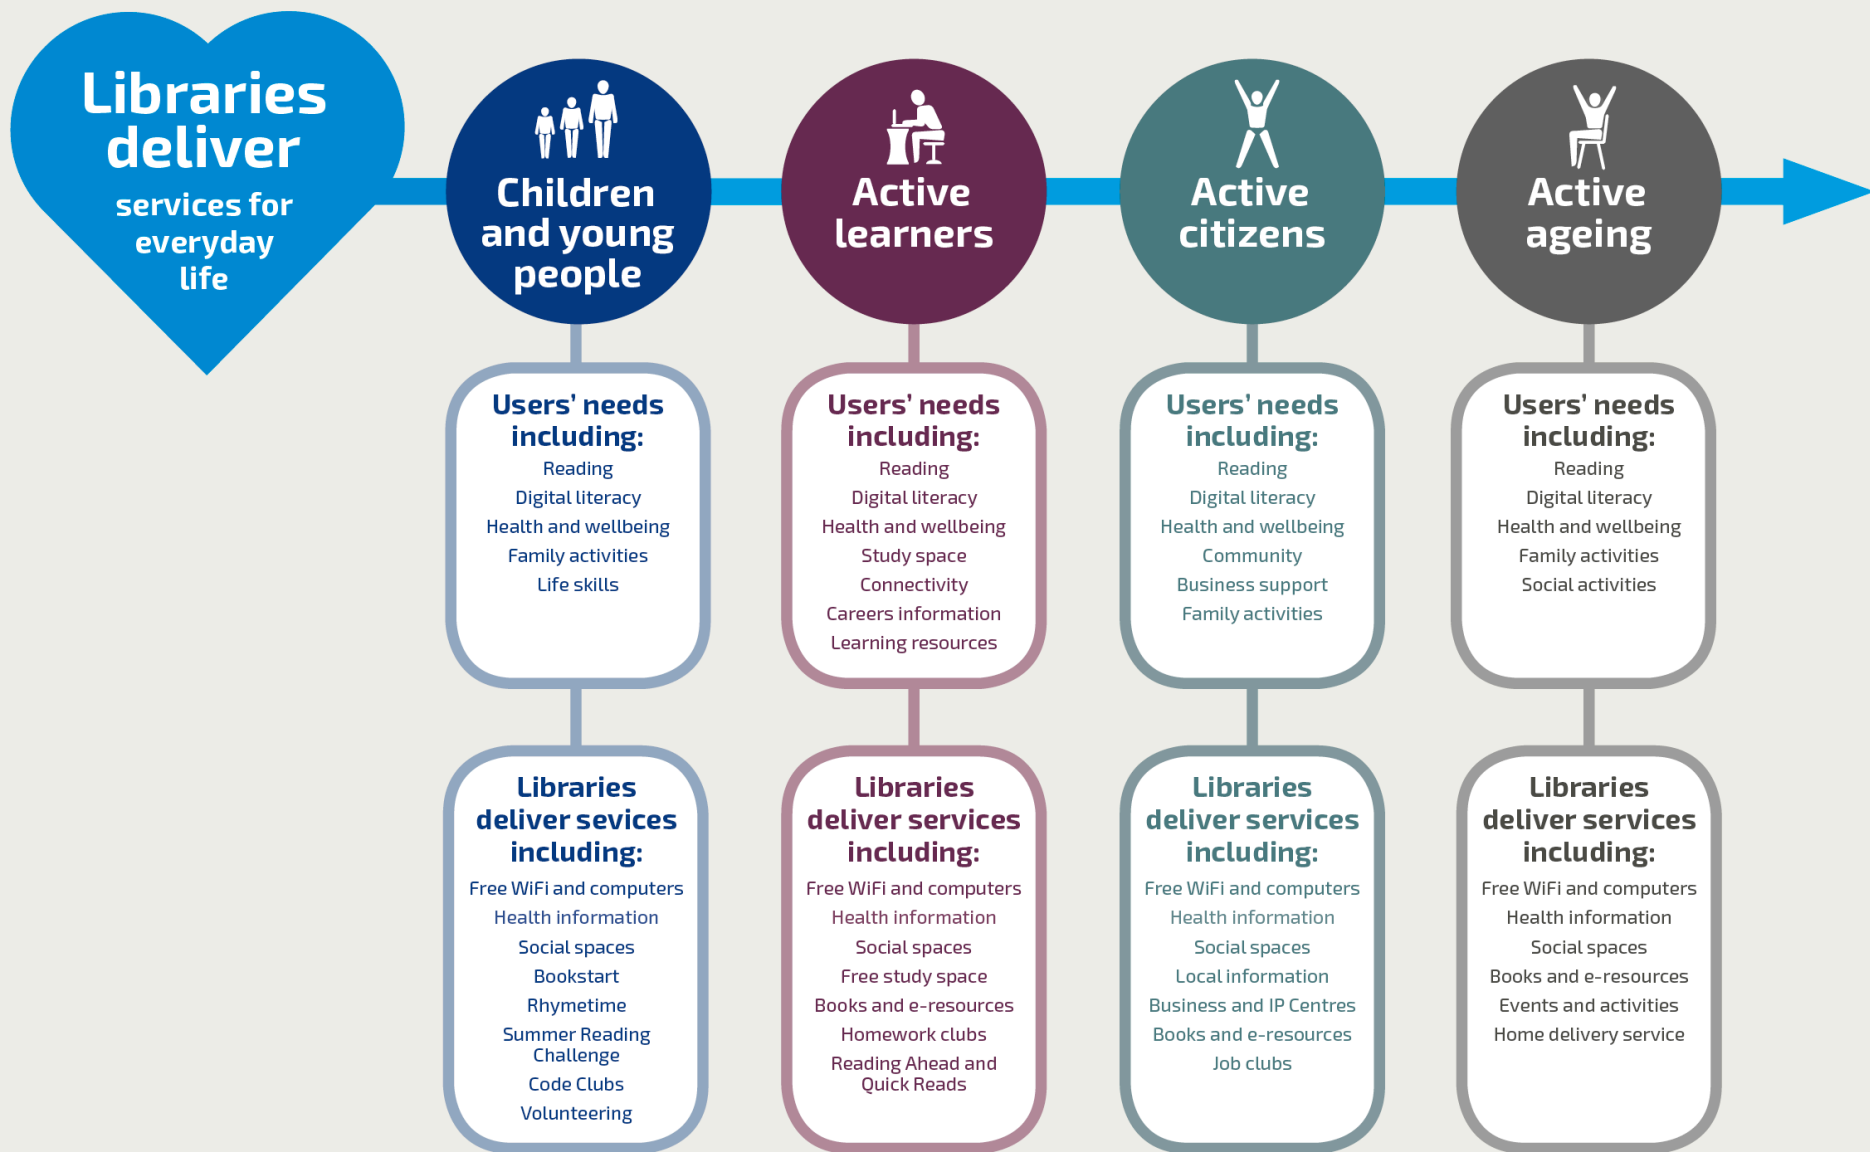 Libraries
deliver
services for
everyday
life
Children
and young
people
Users’ needs
including:
Reading
Digital literacy
Health and wellbeing
Family activities
Life skills
Libraries
deliver sevices
including:
Free WiFi and computers
Health information
Social spaces
Bookstart
Rhymetime
Summer Reading
Challenge
Code Clubs
Volunteering
Active
learners
Users’ needs
including:
Reading
Digital literacy
Health and wellbeing
Study space
Connectivity
Careers information
Learning resources
Libraries
deliver services
including:
Free WiFi and computers
Health information
Social spaces
Free study space
Books and e-resources
Homework clubs
Reading Ahead and
Quick Reads
Active
citizens
Users’ needs
including:
Reading
Digital literacy
Health and wellbeing
Community
Business support
Family activities
Libraries
deliver services
including:
Free WiFi and computers
Health information
Social spaces
Local information
Business and IP Centres
Books and e-resources
Job clubs
Active
ageing
Users’ needs
including:
Reading
Digital literacy
Health and wellbeing
Family activities
Social activities
Libraries
deliver services
including:
Free WiFi and computers
Health information
Social spaces
Books and e-resources
Events and activities
Home delivery service